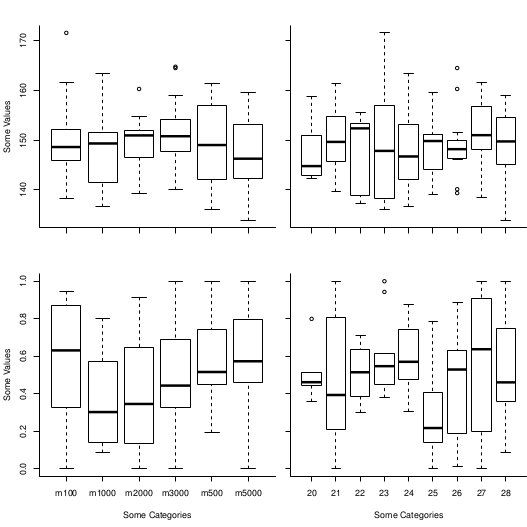 Some Values
140 150 160 170
Some Values
0.0 0.2 0.4 0.6 0.8 1.0
m100 m1000 m2000 m3000 m500 m5000
20 21 22 23 24 25 26 27 28
Some Categories
Some Categories